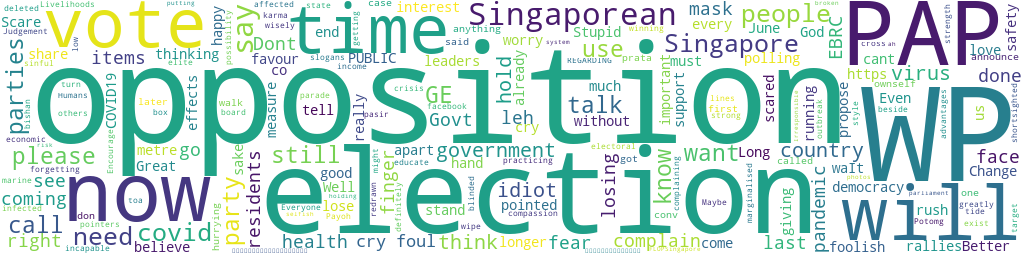 deleted
Livelihoods
putting
Scare
vote
Judgement
low
share
thinking
items
sinful
elite
happy
say
possibility
affected
karma
wisely
state
getting
time
case
interest
end
anything
said
Dont
worry
Stupid
system
winning
Singaporean
mask
every
people
broken
June
God
Singapore
safety
PAP
cross
ah
strength
announce
love
parties
favour
co
slogans
income
PUBLIC
leaders
REGARDING
prata
use
must
polling
EBRC
cant
https
ownself
virus
done
bishan
turn
Humans
others
COVID19
Encourage
later
box
effects
measure
walk
board
parade
tell
really
opposition
crisis
facebook
GE
already
hold
talk
much
without
important
support
lines
first
strong
scared
irresponsible
outbreak
running
propose
style
Even
beside
us
advantages
shortsighted
WP
economic
risk
metre
go
sake
pasir
Govt
leh
cry
please
marine
forgetting
Great
still
residents
apart
educate
government
hand
practicing
electoral
got
want
Long
called
country
face
Change
see
coming
now
infected
incapable
don
toa
pointers
hurrying
party
good
Well
lose
Everyone
holding
selfish
Payoh
finger
might
redrawn
definitely
stand
blinded
wipe
idiot
pointed
compassion
losing
know
conv
complaining
marginalised
Maybe
giving
pandemic
wait
democracy
parliament
photos
one
exist
greatly
tide
target
call
right
need
believe
covid
election
health
cry foul
think
longer
fear
complain
come
last
foolish
rush
Potomg
rallies
Better
will